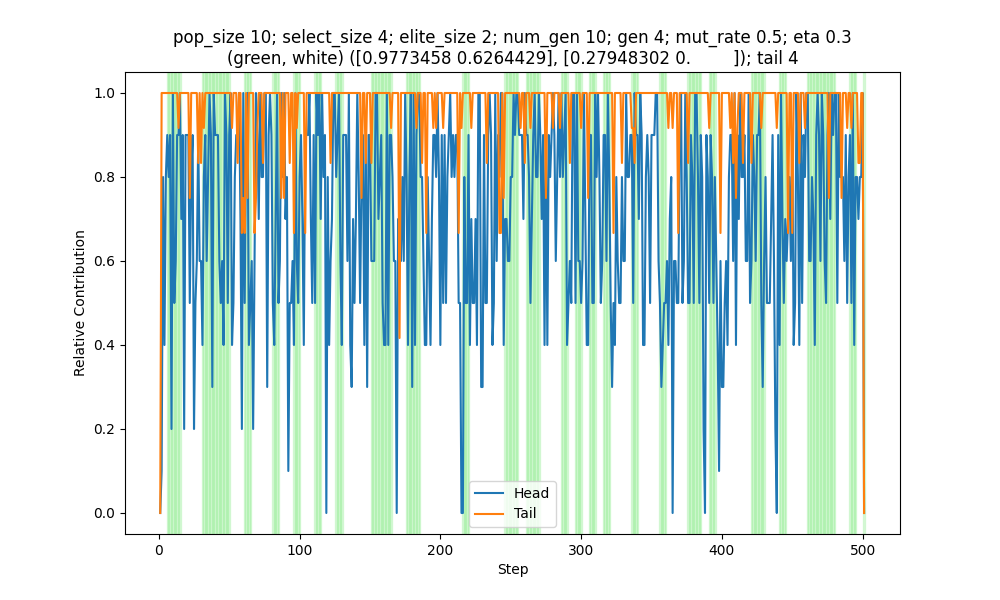 pop_size 10; select_size 4; elite_size 2; num_gen 10; gen 4; mut_rate 0.5; eta 0.3
(green, white) ([0.9773458 0.6264429], [0.27948302 0.        ]); tail 4
Relative Contribution
1.0
0.8
0.6
0.4
0.2
0.0
Head
Tail
0
100
200
300
400
500
Step